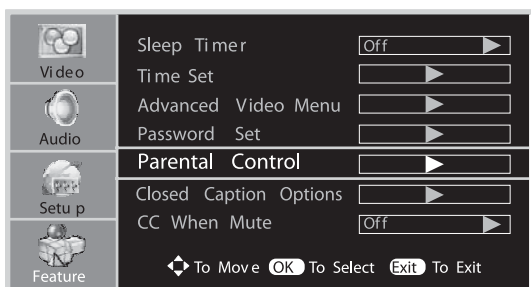 Video
Audio
Setup
Feature
Sleep Timer Off
Time Set
Advanced Video Menu
Password Set
Parental Control
Closed Caption Options
CC When Mute Off
To Move OK To Select Exit To Exit